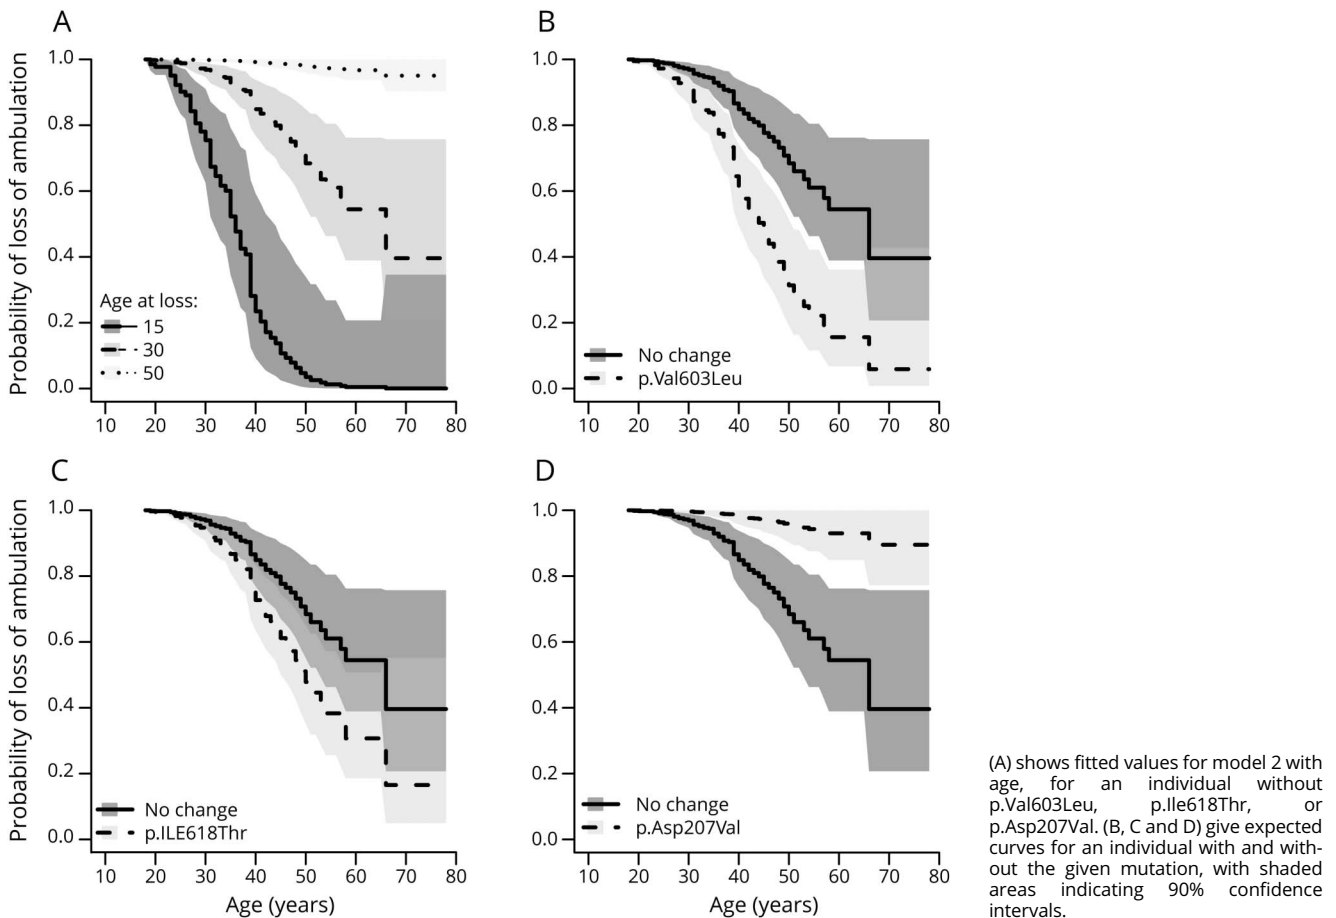 A
Probability of loss of ambulation
1.0
0.8
0.6
0.4
0.2
0.0
Age at loss:
15
30
50
10 20 30 40 50 60 70 80
B
1.0
0.8
0.6
0.4
0.2
0.0
No change
p.Val603Leu
10 20 30 40 50 60 70 80
C
Probability of loss of ambulation
1.0
0.8
0.6
0.4
0.2
0.0
No change
p.ILE618Thr
10 20 30 40 50 60 70 80
Age (years)
D
1.0
0.8
0.6
0.4
0.2
0.0
No change
p.Asp207Val
10 20 30 40 50 60 70 80
Age (years)
(A) shows fitted values for model 2 with
age, for an individual without
p.Val603Leu, p.Ile618Thr, or
p.Asp207Val. (B, C and D) give expected
curves for an individual with and with-
out the given mutation, with shaded
areas indicating 90% confidence
intervals.